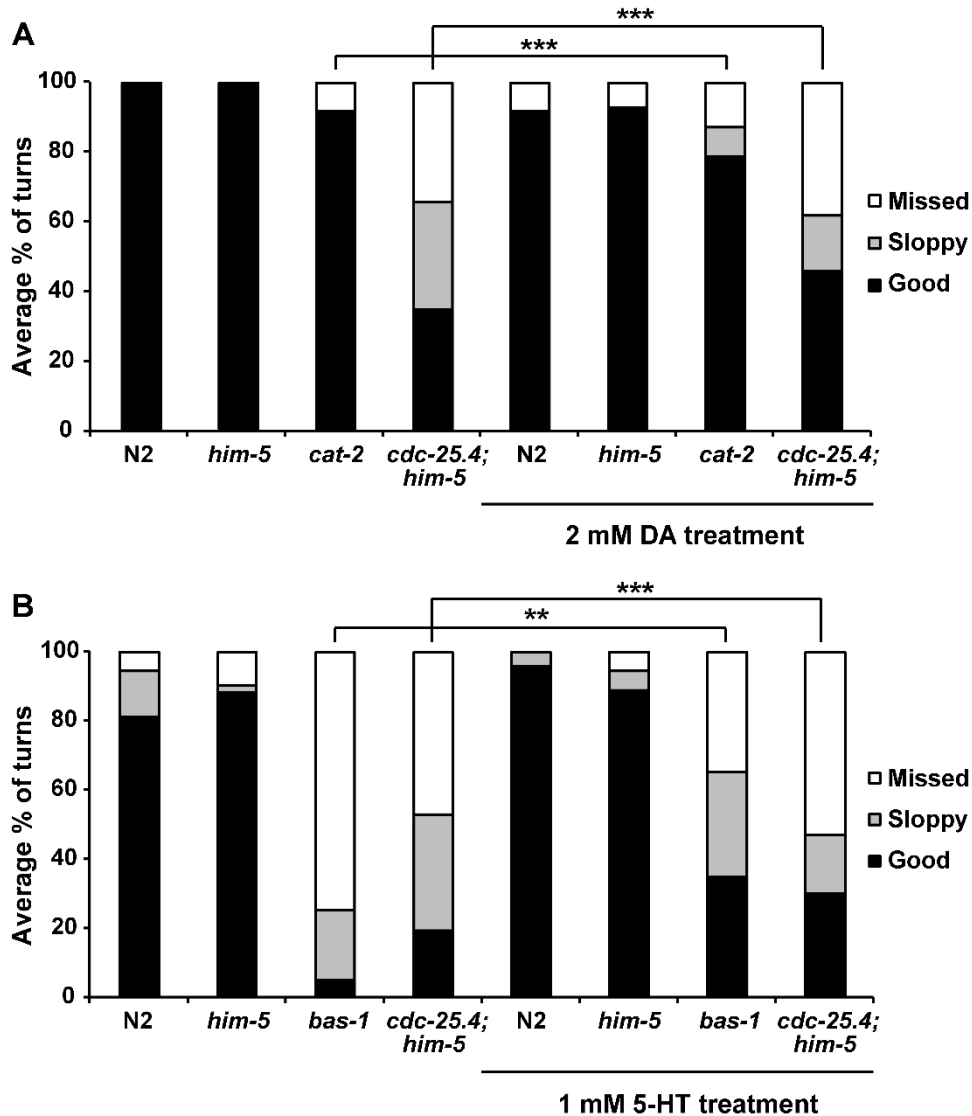 A
***
***
Average % of turns
100
80
60
40
20
0
Missed
Sloppy
Good
N2 him-5 cat-2 cdc-25.4; him-5 N2 him-5 cat-2 cdc-25.4; him-5
2 mM DA treatment
B
***
**
Average % of turns
100
80
60
40
20
0
Missed
Sloppy
Good
N2 him-5 bas-1 cdc-25.4; him-5 N2 him-5 bas-1 cdc-25.4; him-5
1 mM 5-HT treatment